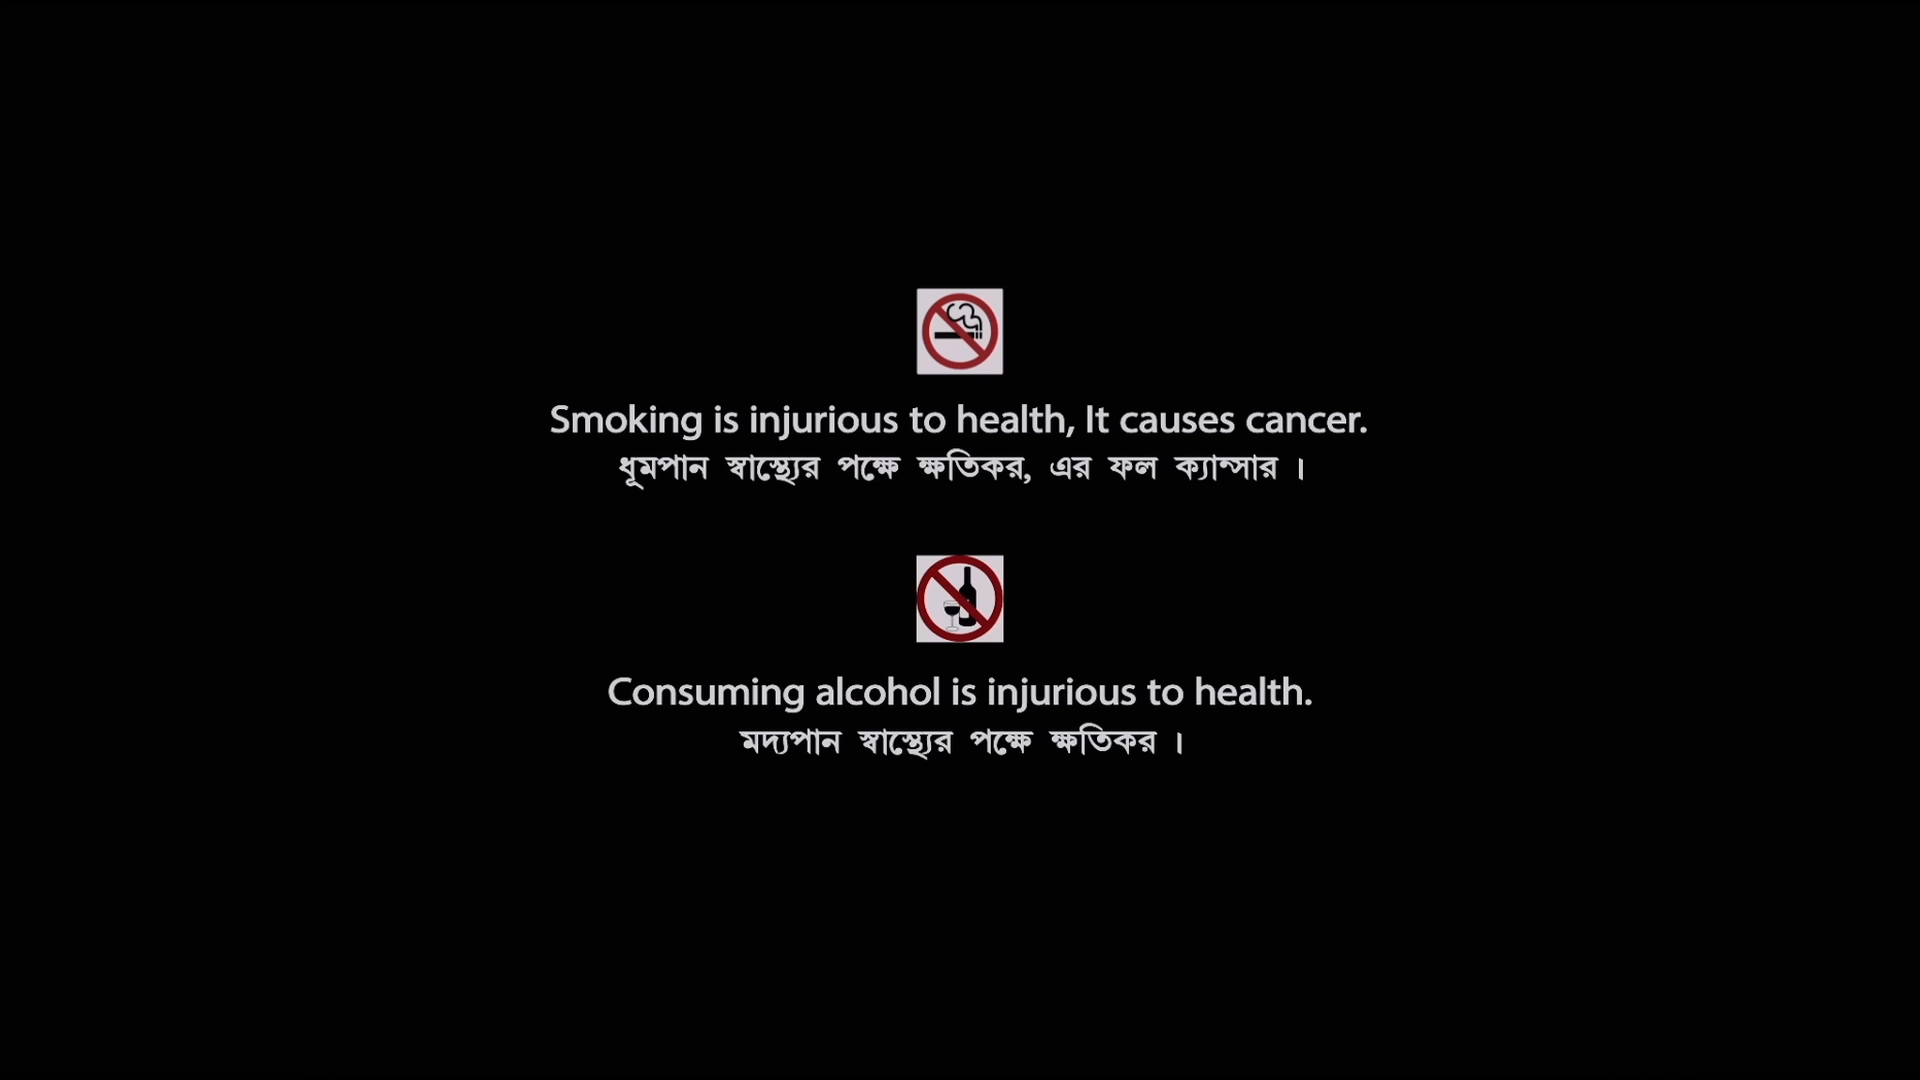 Smoking is injurious to health, It causes cancer.
ধূমপান স্বাস্থ্যের পক্ষে ক্ষতিকর, এর ফল ক্যান্সার ।
Consuming alcohol is injurious to health.
মদ্যপান স্বাস্থ্যের পক্ষে ক্ষতিকর ।